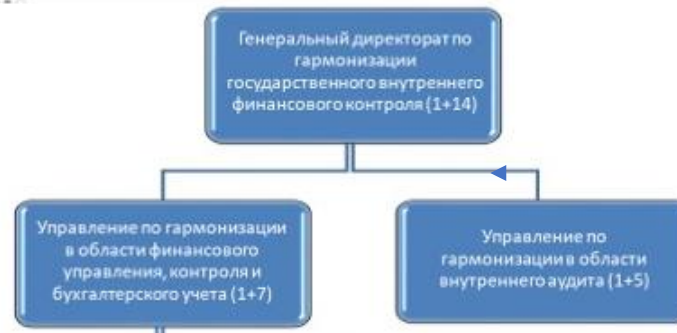 Генеральный директорат по
гармонизации
государственного внутреннего
финансового контроля (1+14)
Управление по гармонизации
в области финансового
управления, контроля и
бухгалтерского учета (1+7)
Управление по
гармонизации в области
внутреннего аудита (1+5)